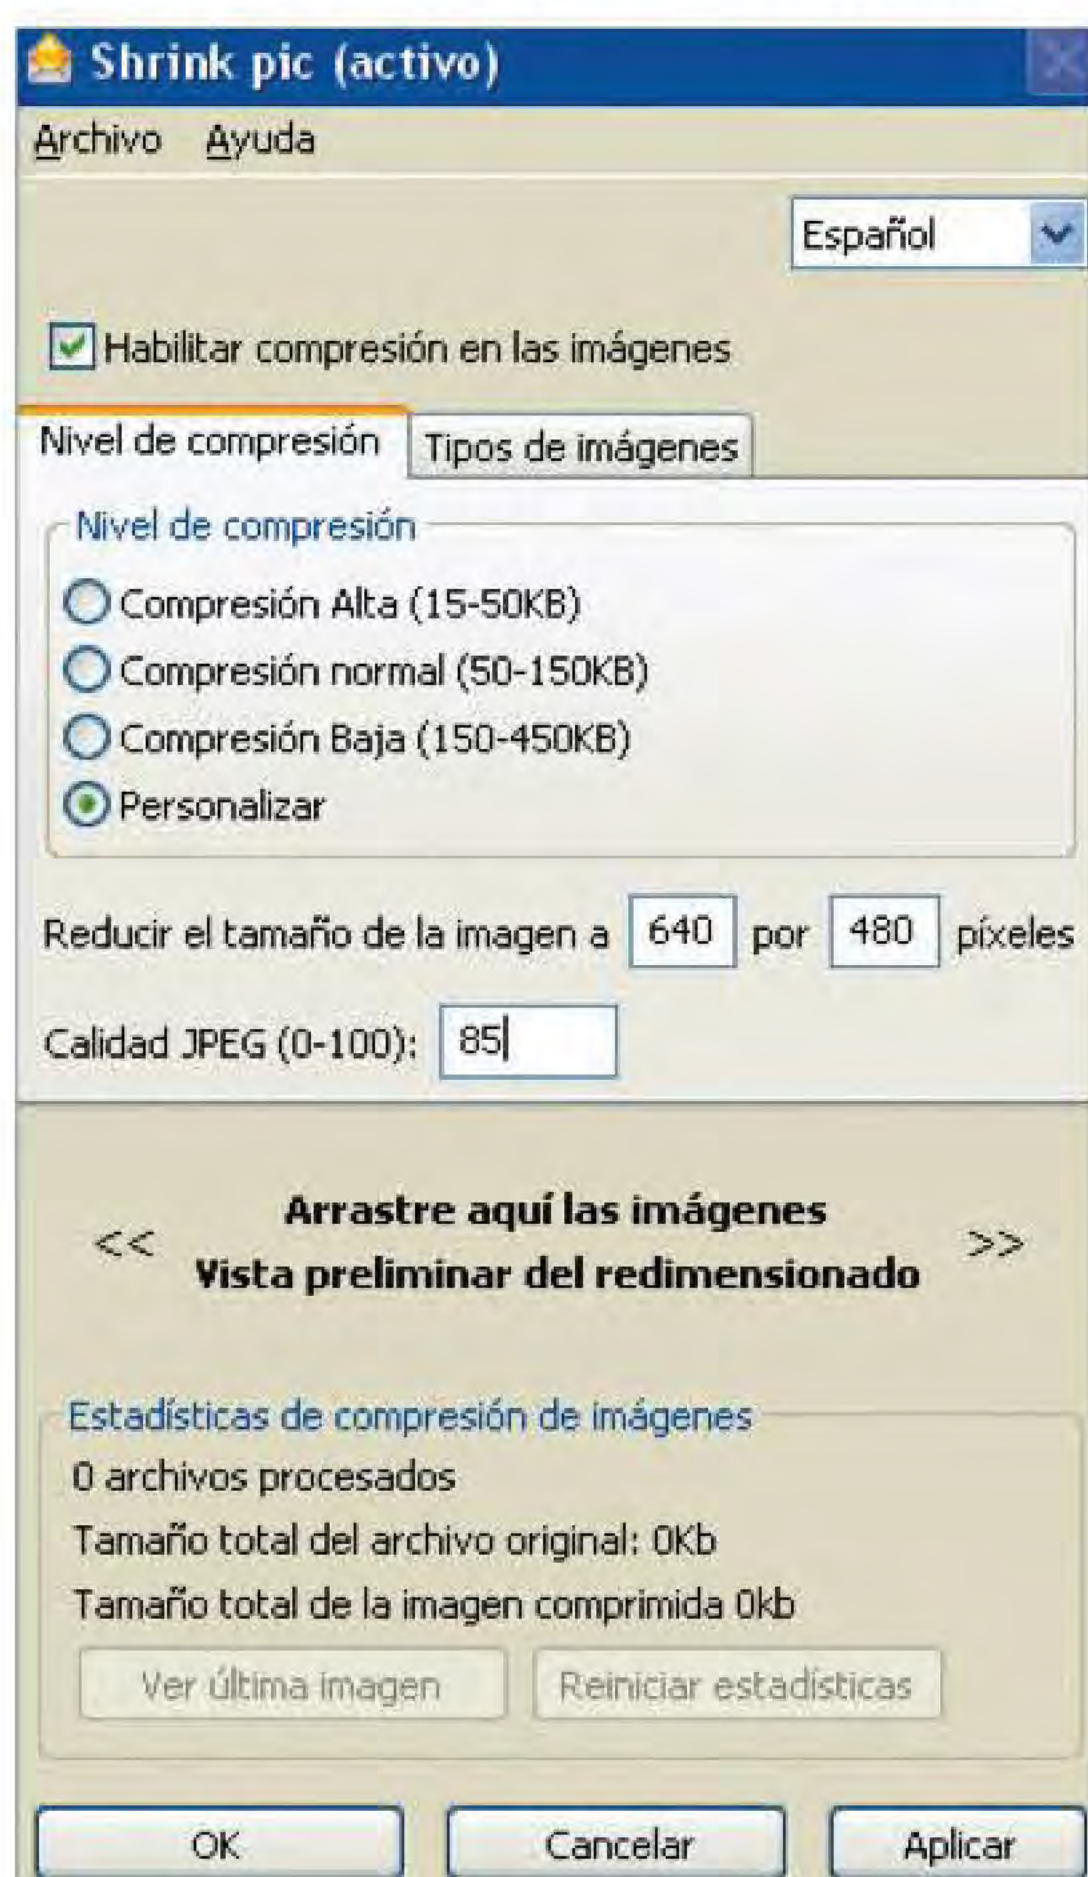 Shrink pic (activo)
Archivo Ayuda
Español
Habilitar compresión en las imágenes
Nivel de compresión Tipos de imágenes
Nivel de compresión
Compresión Alta (15-50KB)
Compresión normal (50-150KB)
Compresión Baja (150-450KB)
Personalizar
Reducir el tamaño de la imagen a 640 por 480 píxeles
Calidad JPEG (0-100): 85
Arrastre aquí las imágenes
<< Vista preliminar del redimensionado >>
Estadísticas de compresión de imágenes
0 archivos procesados
Tamaño total del archivo original: 0Kb
Tamaño total de la imagen comprimida 0kb
Ver última imagen Reiniciar estadísticas
OK Cancelar Aplicar